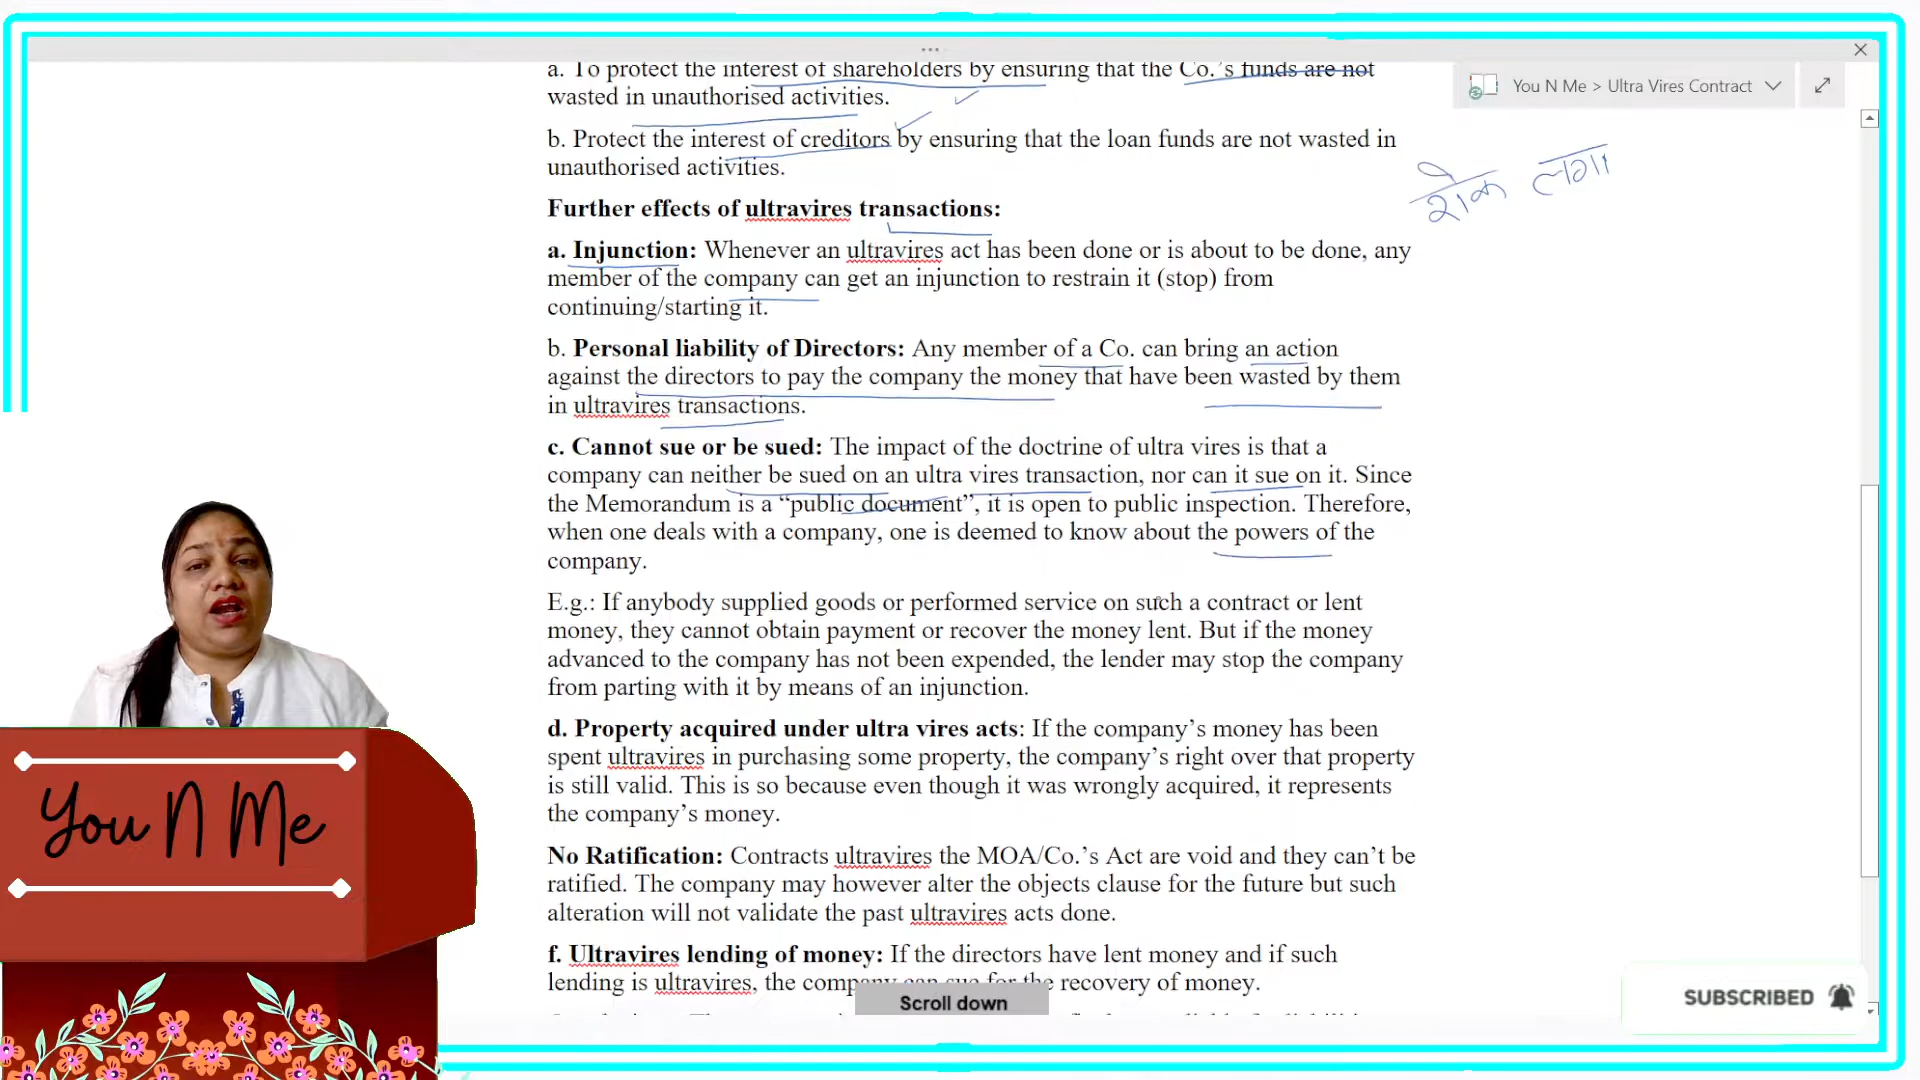 a. To protect the interest of shareholders by ensuring that the Co.'s funds are not
wasted in unauthorised activities.
b. Protect the interest of creditors by ensuring that the loan funds are not wasted in
unauthorised activities.
Further effects of ultravires transactions:
a. Injunction: Whenever an ultravires act has been done or is about to be done, any
member of the company can get an injunction to restrain it (stop) from
continuing/starting it.
b. Personal liability of Directors: Any member of a Co. can bring an action
against the directors to pay the company the money that have been wasted by them
in ultravires transactions.
c. Cannot sue or be sued: The impact of the doctrine of ultra vires is that a
company can neither be sued on an ultra vires transaction, nor can it sue on it. Since
the Memorandum is a “public document”, it is open to public inspection. Therefore,
when one deals with a company, one is deemed to know about the powers of the
company.
E.g.: If anybody supplied goods or performed service on such a contract or lent
money, they cannot obtain payment or recover the money lent. But if the money
advanced to the company has not been expended, the lender may stop the company
from parting with it by means of an injunction.
d. Property acquired under ultra vires acts: If the company’s money has been
spent ultravires in purchasing some property, the company’s right over that property
is still valid. This is so because even though it was wrongly acquired, it represents
the company’s money.
No Ratification: Contracts ultravires the MOA/Co.’s Act are void and they can’t be
ratified. The company may however alter the objects clause for the future but such
alteration will not validate the past ultravires acts done.
f. Ultravires lending of money: If the directors have lent money and if such
lending is ultravires, the company can sue for the recovery of money.
Scroll down
You N Me > Ultra Vires Contract
रोक लगा
You N Me
SUBSCRIBED